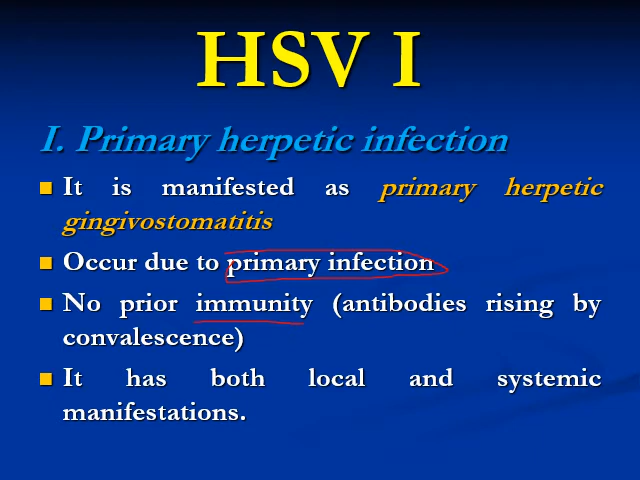 HSV I
I. Primary herpetic infection
It is manifested as primary herpetic
gingivostomatitis
Occur due to primary infection
No prior immunity (antibodies rising by
convalescence)
It has both local and systemic
manifestations.